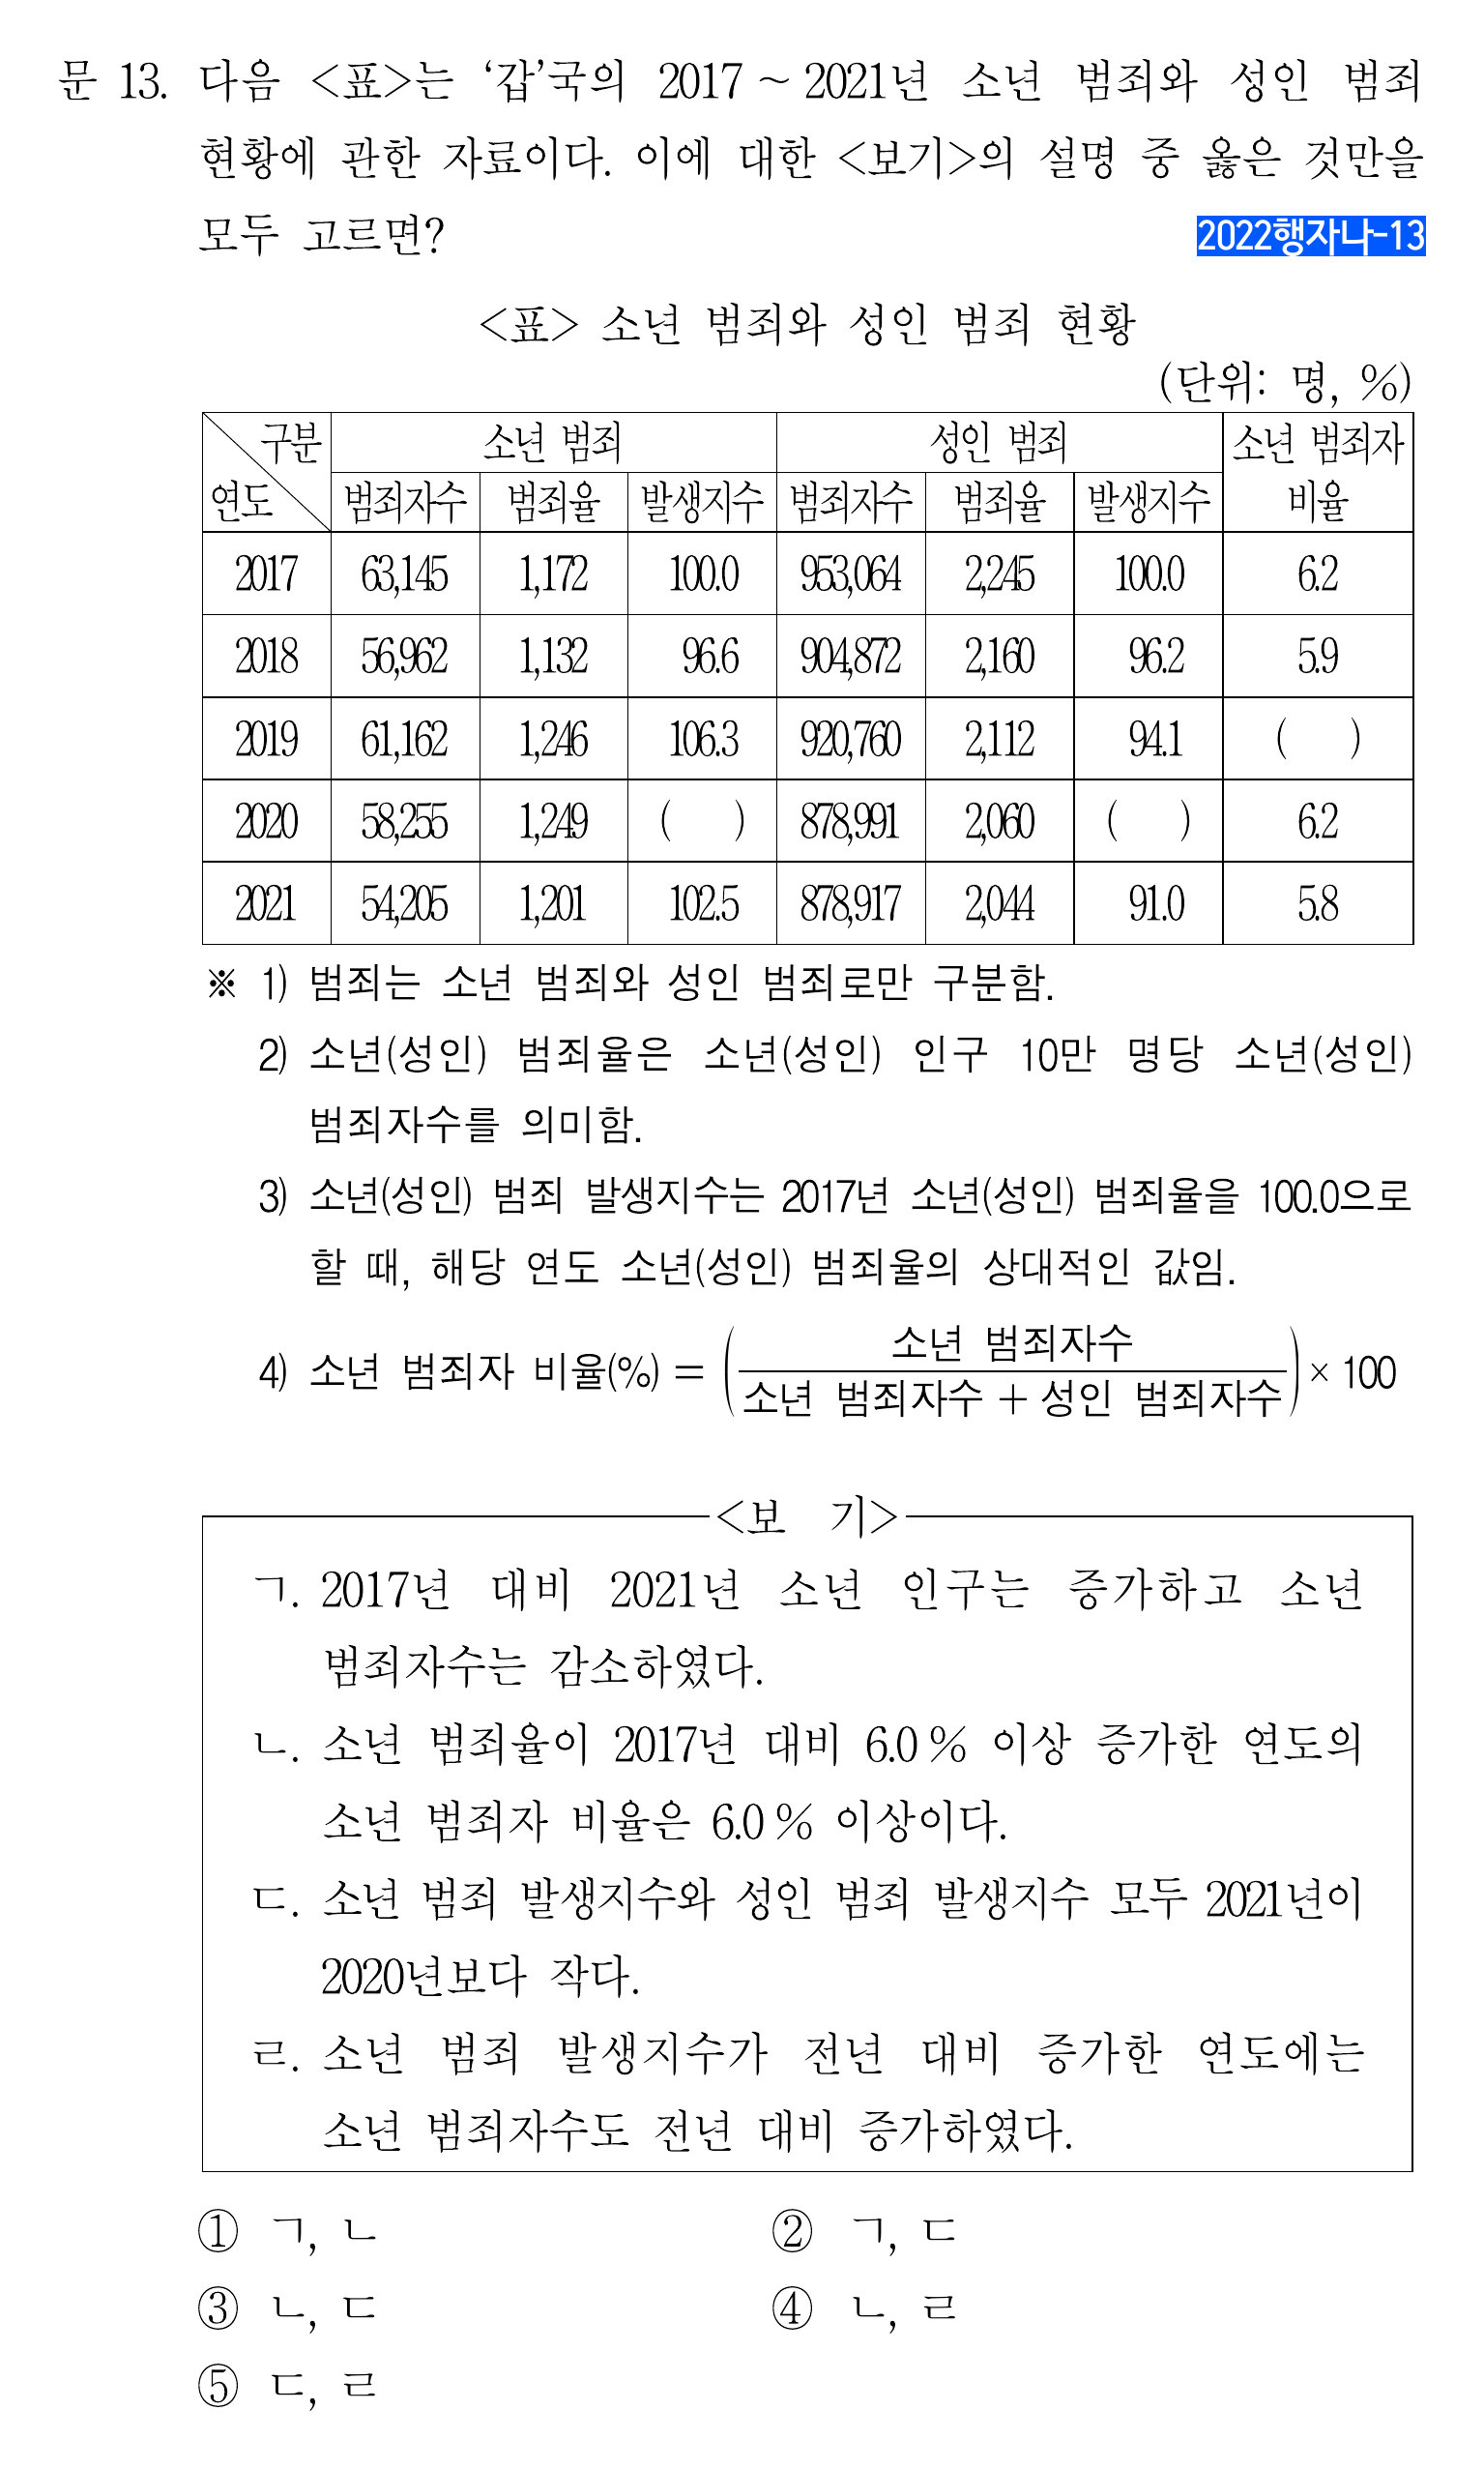 문 13. 다음 <표>는 ‘갑’국의 2017 ~ 2021년 소년 범죄와 성인 범죄
현황에 관한 자료이다. 이에 대한 <보기>의 설명 중 옳은 것만을
모두 고르면?
2022행자나-13
<표> 소년 범죄와 성인 범죄 현황
(단위: 명, %)
구분 소년 범죄 성인 범죄 소년 범죄자
연도 범죄자수 범죄율 발생지수 범죄자수 범죄율 발생지수 비율
2017 63,145 1,172 100.0 953,064 2,245 100.0 6.2
2018 56,962 1,132 96.6 904,872 2,160 96.2 5.9
2019 61,162 1,246 106.3 920,760 2,112 94.1 ( )
2020 58,255 1,249 ( ) 878,991 2,060 ( ) 6.2
2021 54,205 1,201 102.5 878,917 2,044 91.0 5.8
※ 1) 범죄는 소년 범죄와 성인 범죄로만 구분함.
2) 소년(성인) 범죄율은 소년(성인) 인구 10만 명당 소년(성인)
범죄자수를 의미함.
3) 소년(성인) 범죄 발생지수는 2017년 소년(성인) 범죄율을 100.0으로
할 때, 해당 연도 소년(성인) 범죄율의 상대적인 값임.
4) 소년 범죄자 비율(%) = (소년 범죄자수 / 소년 범죄자수 + 성인 범죄자수) × 100
<보 기>
ㄱ. 2017년 대비 2021년 소년 인구는 증가하고 소년
범죄자수는 감소하였다.
ㄴ. 소년 범죄율이 2017년 대비 6.0 % 이상 증가한 연도의
소년 범죄자 비율은 6.0 % 이상이다.
ㄷ. 소년 범죄 발생지수와 성인 범죄 발생지수 모두 2021년이
2020년보다 작다.
ㄹ. 소년 범죄 발생지수가 전년 대비 증가한 연도에는
소년 범죄자수도 전년 대비 증가하였다.
① ㄱ, ㄴ
② ㄱ, ㄷ
③ ㄴ, ㄷ
④ ㄴ, ㄹ
⑤ ㄷ, ㄹ